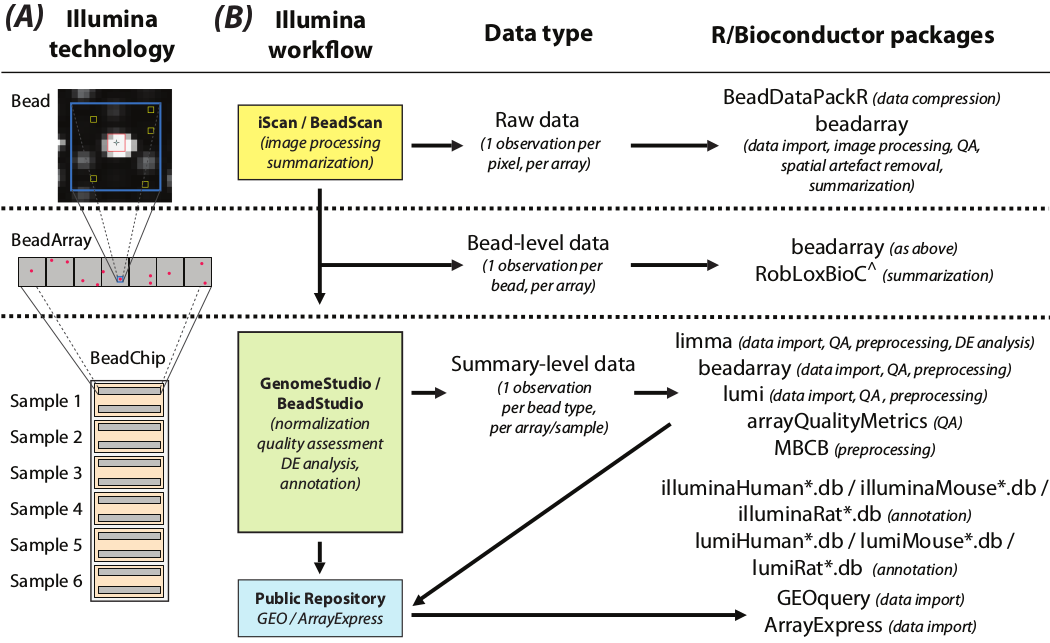 (A) Illumina technology
Bead
BeadArray
BeadChip
Sample 1
Sample 2
Sample 3
Sample 4
Sample 5
Sample 6
(B) Illumina workflow
Data type
R/Bioconductor packages
iScan / BeadScan
(image processing
summarization)
Raw data
(1 observation per
pixel, per array)
BeadDataPackR (data compression)
beadarray
(data import, image processing, QA,
spatial artefact removal,
summarization)
Bead-level data
(1 observation per
bead, per array)
beadarray (as above)
RobLoxBioC^ (summarization)
GenomeStudio /
BeadStudio
(normalization
quality assessment
DE analysis,
annotation)
Summary-level data
(1 observation
per bead type,
per array/sample)
limma (data import, QA, preprocessing, DE analysis)
beadarray (data import, QA, preprocessing)
lumi (data import, QA, preprocessing)
arrayQualityMetrics (QA)
MBCB (preprocessing)
illuminaHuman*.db / illuminaMouse*.db /
illuminaRat*.db (annotation)
lumiHuman*.db / lumiMouse*.db /
lumiRat*.db (annotation)
Public Repository
GEO / ArrayExpress
GEOquery (data import)
ArrayExpress (data import)